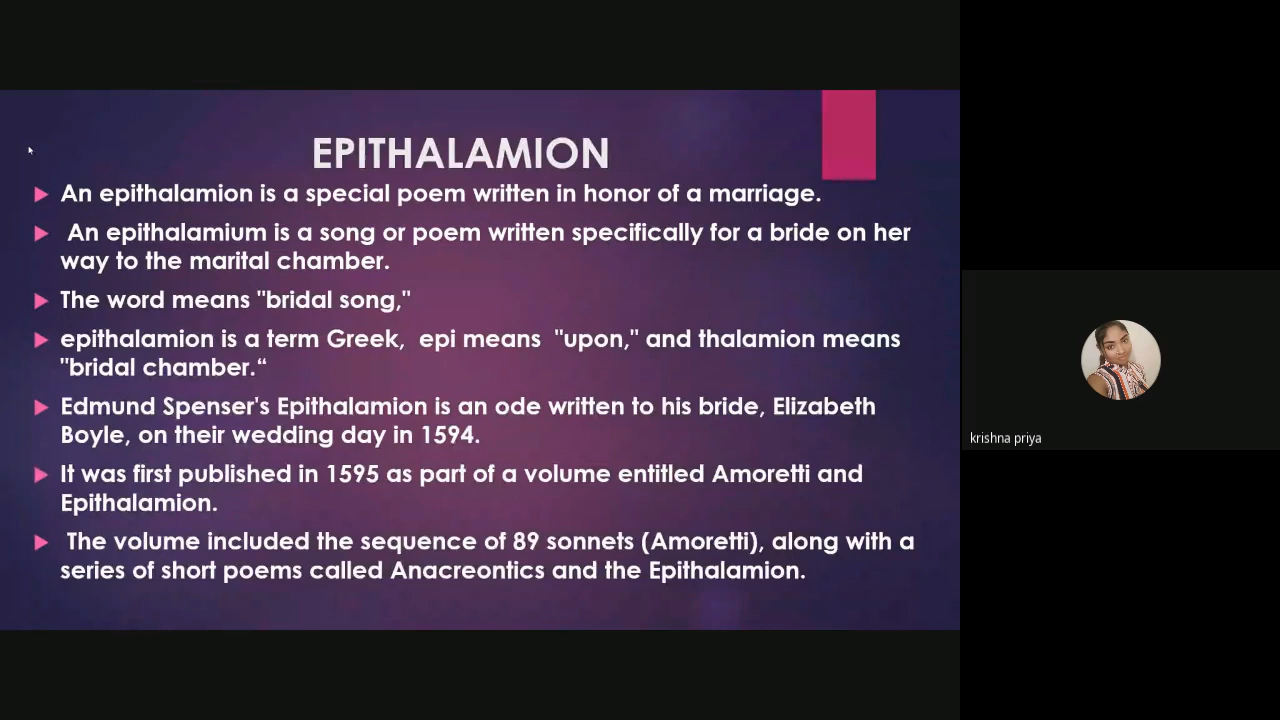 EPITHALAMION
An epithalamion is a special poem written in honor of a marriage.
An epithalamium is a song or poem written specifically for a bride on her
way to the marital chamber.
The word means "bridal song,"
epithalamion is a term Greek, epi means "upon," and thalamion means
"bridal chamber.“
Edmund Spenser's Epithalamion is an ode written to his bride, Elizabeth
Boyle, on their wedding day in 1594.
It was first published in 1595 as part of a volume entitled Amoretti and
Epithalamion.
The volume included the sequence of 89 sonnets (Amoretti), along with a
series of short poems called Anacreontics and the Epithalamion.
krishna priya